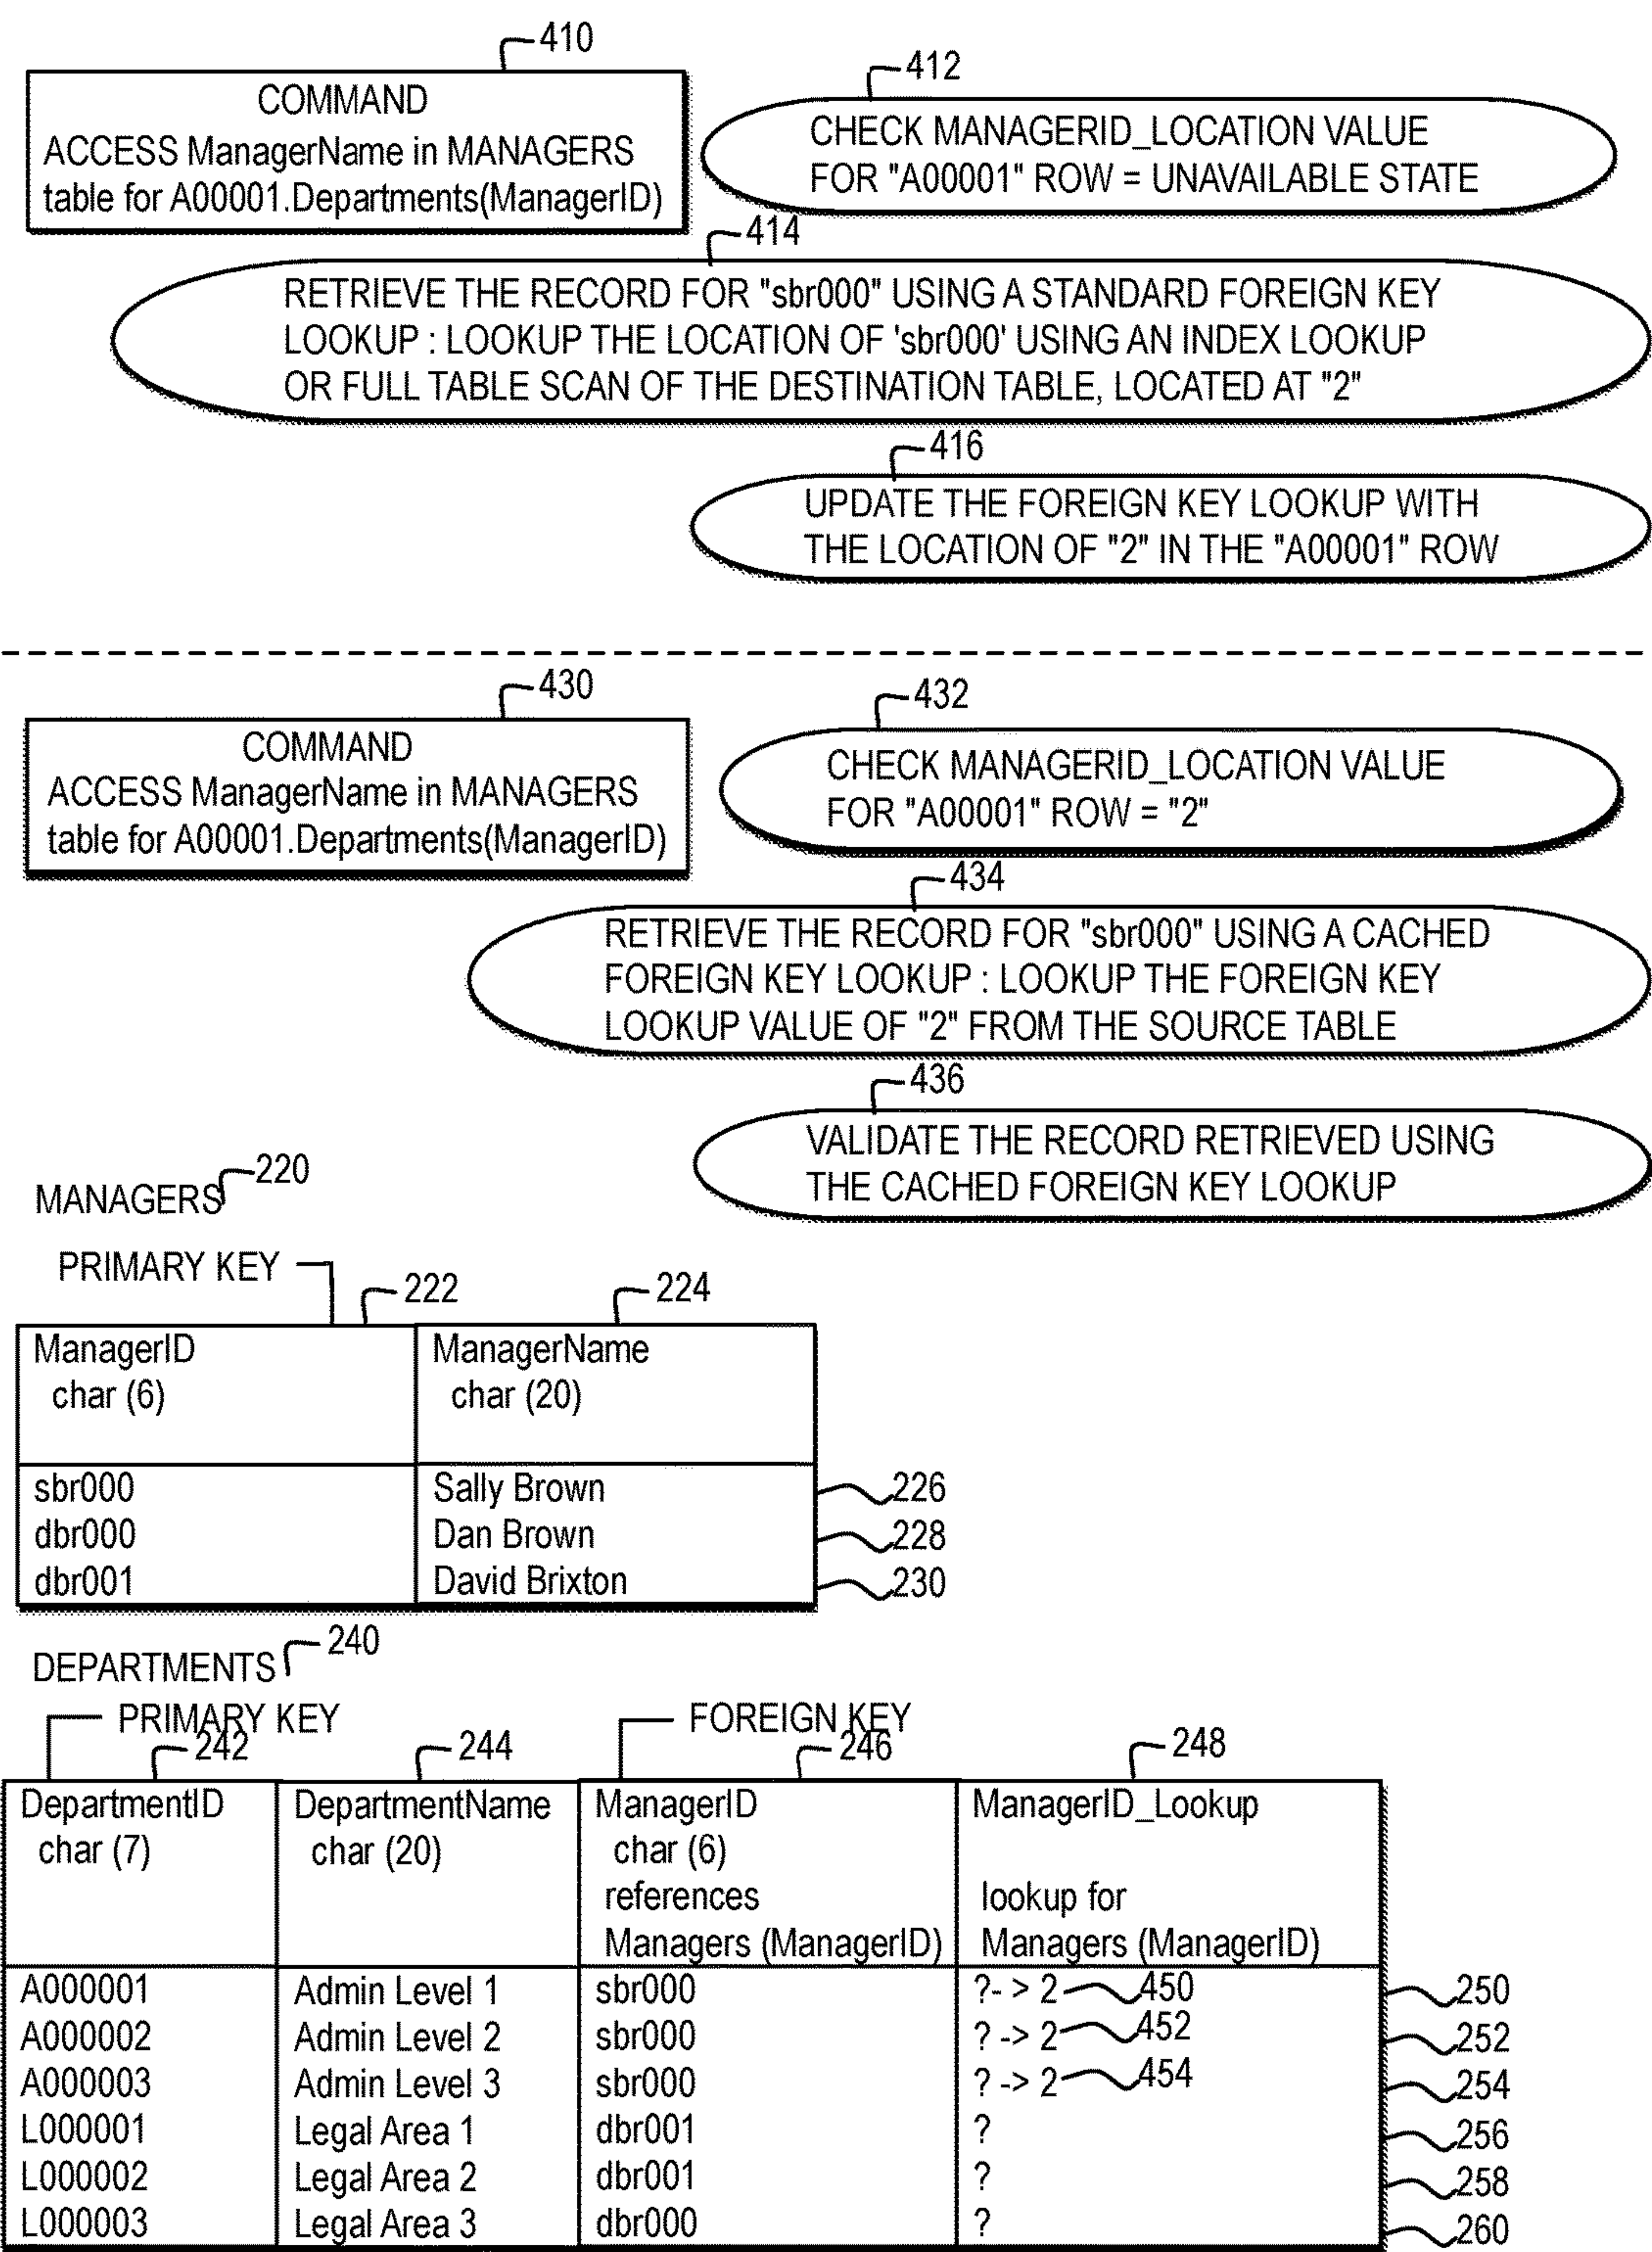 410
COMMAND
ACCESS ManagerName in MANAGERS
table for A00001.Departments(ManagerID)
412
CHECK MANAGERID_LOCATION VALUE
FOR "A00001" ROW = UNAVAILABLE STATE
414
RETRIEVE THE RECORD FOR "sbr000" USING A STANDARD FOREIGN KEY
LOOKUP : LOOKUP THE LOCATION OF 'sbr000' USING AN INDEX LOOKUP
OR FULL TABLE SCAN OF THE DESTINATION TABLE, LOCATED AT "2"
416
UPDATE THE FOREIGN KEY LOOKUP WITH
THE LOCATION OF "2" IN THE "A00001" ROW
430
COMMAND
ACCESS ManagerName in MANAGERS
table for A00001.Departments(ManagerID)
432
CHECK MANAGERID_LOCATION VALUE
FOR "A00001" ROW = "2"
434
RETRIEVE THE RECORD FOR "sbr000" USING A CACHED
FOREIGN KEY LOOKUP : LOOKUP THE FOREIGN KEY
LOOKUP VALUE OF "2" FROM THE SOURCE TABLE
436
VALIDATE THE RECORD RETRIEVED USING
THE CACHED FOREIGN KEY LOOKUP
MANAGERS 220
PRIMARY KEY
222 224
ManagerID ManagerName
char (6) char (20)
sbr000 Sally Brown 226
dbr000 Dan Brown 228
dbr001 David Brixton 230
DEPARTMENTS 240
PRIMARY KEY FOREIGN KEY
242 244 246 248
DepartmentID DepartmentName ManagerID ManagerID_Lookup
char (7) char (20) char (6)
references lookup for
Managers (ManagerID) Managers (ManagerID)
A000001 Admin Level 1 sbr000 ?- > 2 450 250
A000002 Admin Level 2 sbr000 ? -> 2 452 252
A000003 Admin Level 3 sbr000 ? -> 2 454 254
L000001 Legal Area 1 dbr001 ? 256
L000002 Legal Area 2 dbr001 ? 258
L000003 Legal Area 3 dbr000 ? 260